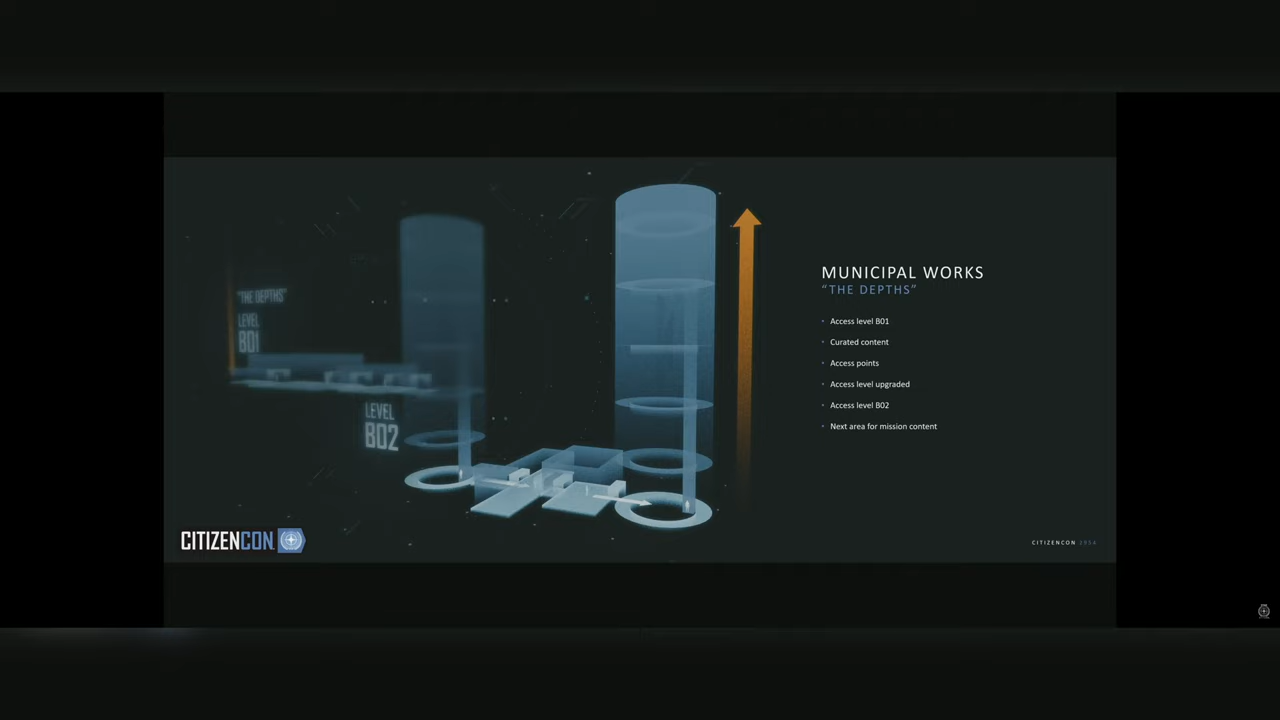 "THE DEPTHS"
LEVEL
B01
LEVEL
B02
MUNICIPAL WORKS
“THE DEPTHS”
• Access level B01
• Curated content
• Access points
• Access level upgraded
• Access level B02
• Next area for mission content
CITIZENCON
CITIZENCON 2954